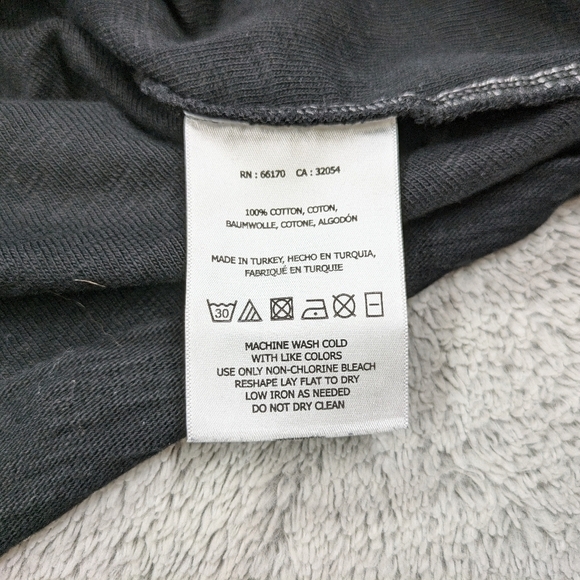 RN : 66170 CA : 32054
100% COTTON, COTON,
BAUMWOLLE, COTONE, ALGODÓN
MADE IN TURKEY, HECHO EN TURQUIA,
FABRIQUÉ EN TURQUIE
30
MACHINE WASH COLD
WITH LIKE COLORS
USE ONLY NON-CHLORINE BLEACH
RESHAPE LAY FLAT TO DRY
LOW IRON AS NEEDED
DO NOT DRY CLEAN